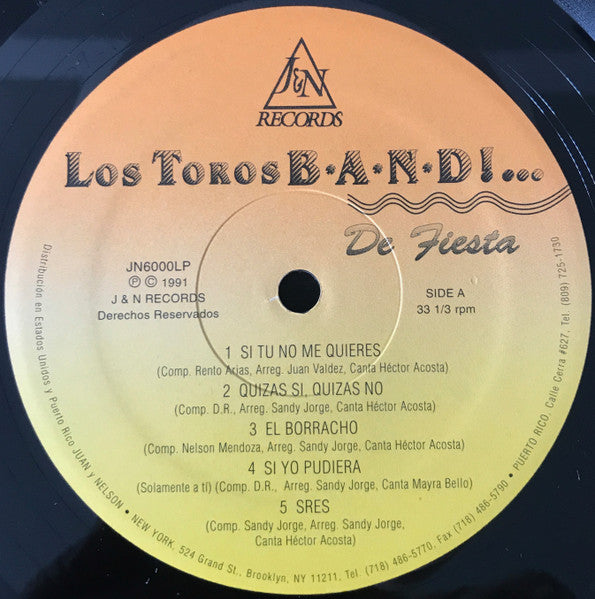 J&N
RECORDS
LOS TOROS B·A·N·D!...
De Fiesta
JN6000LP
℗ © 1991
J & N RECORDS
Derechos Reservados
SIDE A
33 1/3 rpm
1 SI TU NO ME QUIERES
(Comp. Rento Arias, Arreg. Juan Valdez, Canta Héctor Acosta)
2 QUIZAS SI, QUIZAS NO
(Comp. D.R., Arreg. Sandy Jorge, Canta Héctor Acosta)
3 EL BORRACHO
(Comp. Nelson Mendoza, Arreg. Sandy Jorge, Canta Héctor Acosta)
4 SI YO PUDIERA
(Solamente a tí) (Comp. D.R., Arreg. Sandy Jorge, Canta Mayra Bello)
5 SRES
(Comp. Sandy Jorge, Arreg. Sandy Jorge,
Canta Héctor Acosta)
Distribución en Estados Unidos y Puerto Rico JUAN y NELSON • NEW YORK, 524 Grand St., Brooklyn, NJ 11211, Tel. (718) 486-5770, Fax (718) 486-5790 • PUERTO RICO, Calle Cerra #627, Tel. (809) 725-1730